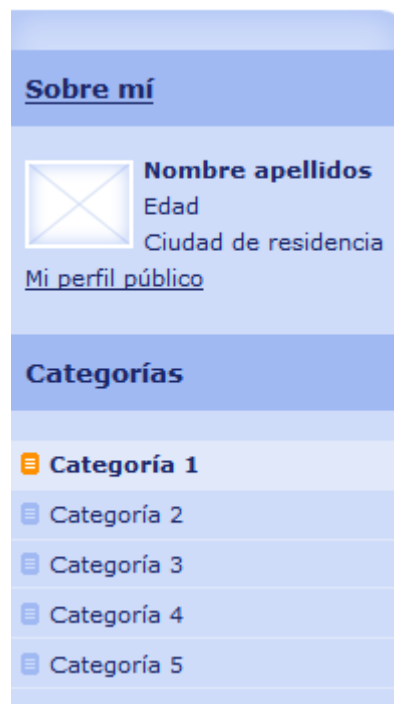 Sobre mí
Nombre apellidos
Edad
Ciudad de residencia
Mi perfil público
Categorías
Categoría 1
Categoría 2
Categoría 3
Categoría 4
Categoría 5